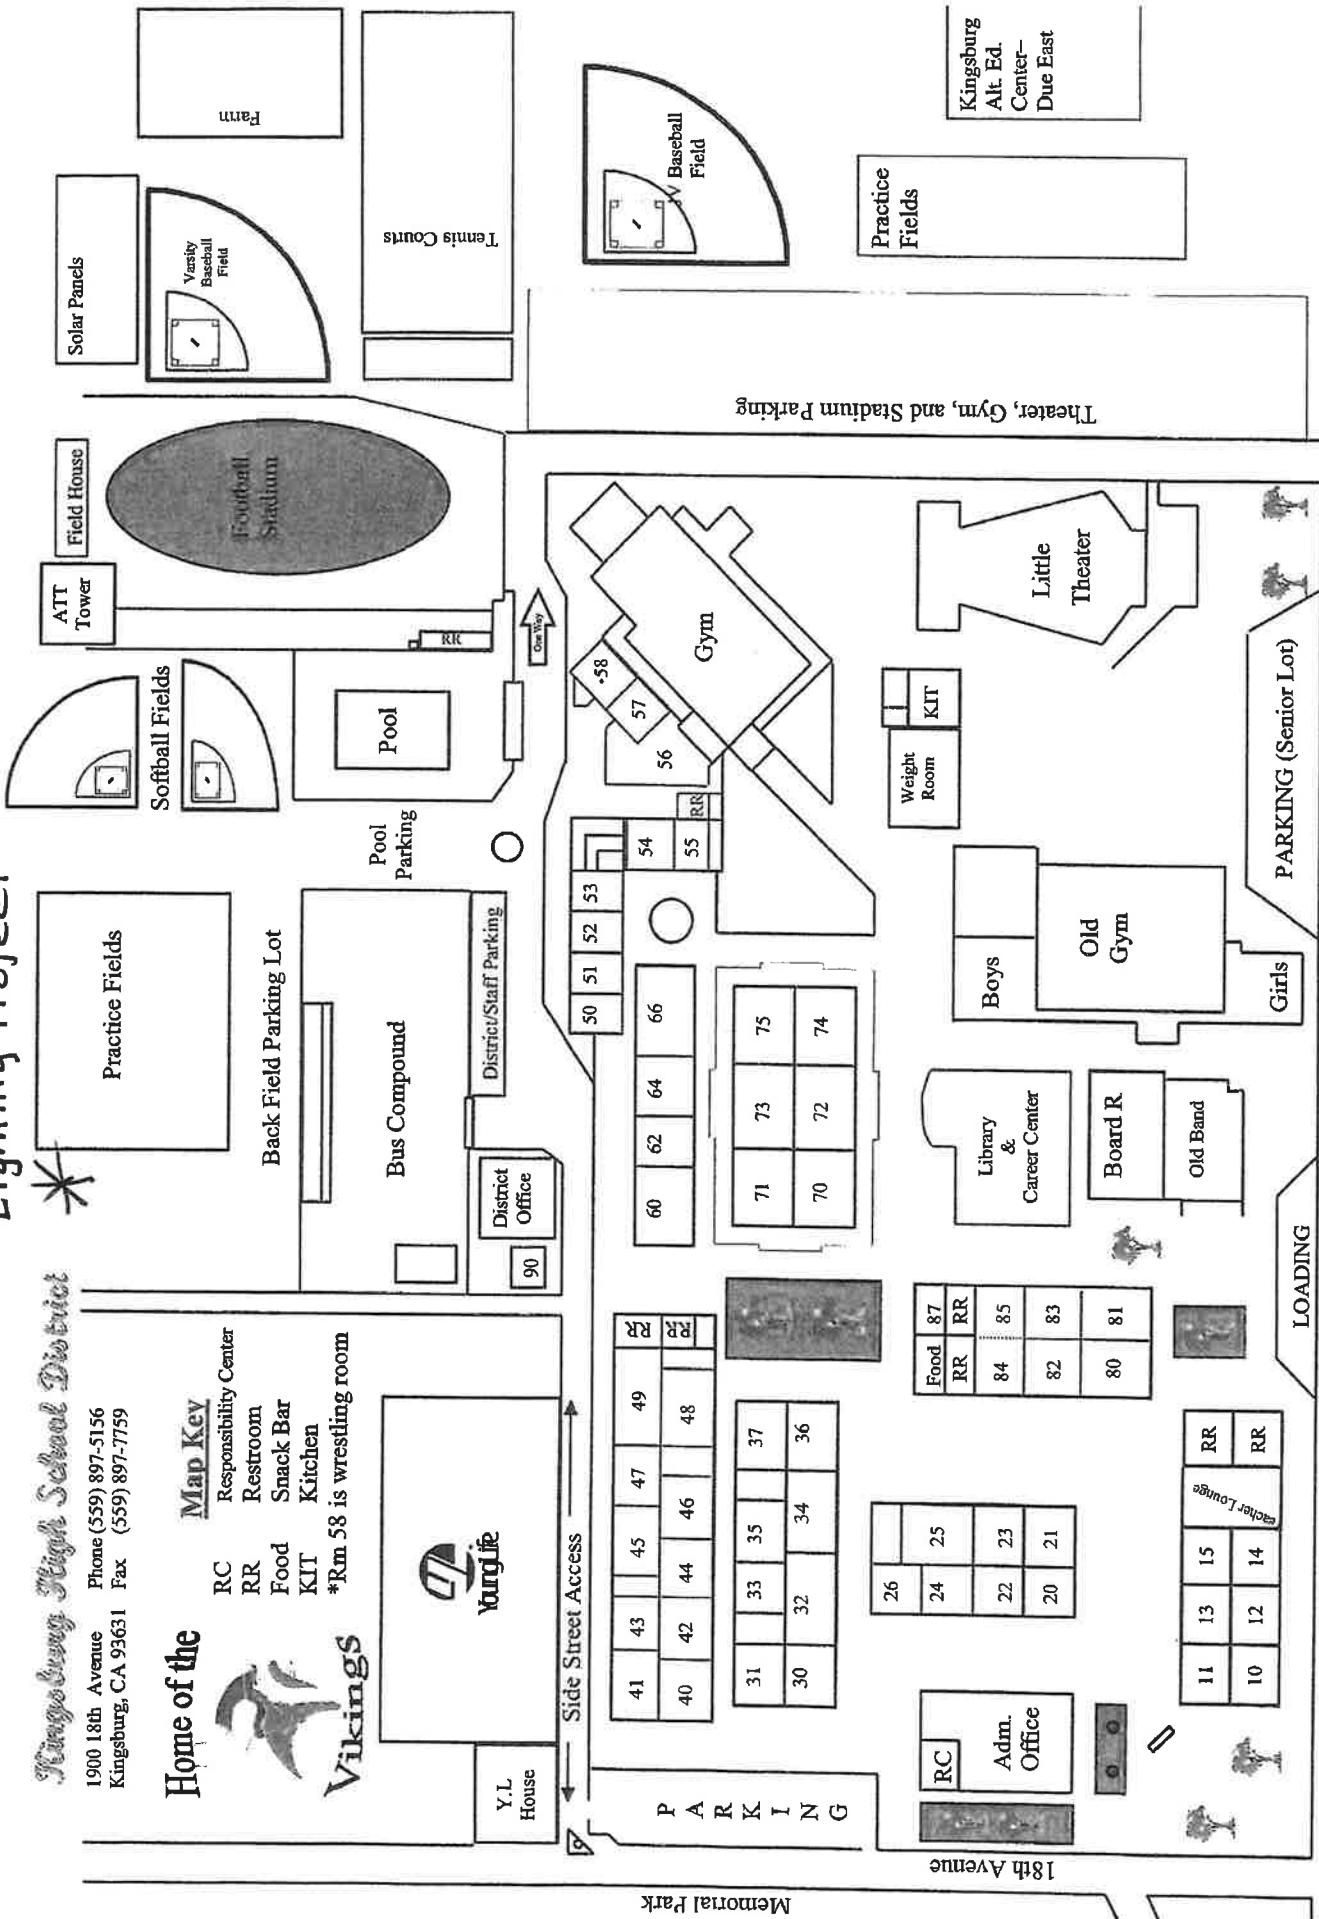 Lighting Project
Kingsburg High School District
1900 18th Avenue Phone (559) 897-5156
Kingsburg, CA 93631 Fax (559) 897-7759
Home of the
Vikings
Map Key
RC Responsibility Center
RR Restroom
Food Snack Bar
KIT Kitchen
*Rm 58 is wrestling room
Younglife
Y.L
House
Side Street Access
Practice Fields
Back Field Parking Lot
Bus Compound
District/Staff Parking
District
Office
90
Softball Fields
Pool
Parking
Pool
RR
ATT
Tower
Field House
Football
Stadium
One Way
Solar Panels
Varsity
Baseball
Field
Farm
Tennis Courts
Baseball
Field
Practice
Fields
Kingsburg
Alt. Ed.
Center–
Due East
Theater, Gym, and Stadium Parking
41 43 45 47 49 RR
40 42 44 46 48 RR
31 33 35 37
30 32 34 36
60 62 64 66
50 51 52 53
54
55
RR
56
57
58
Gym
71 73 75
70 72 74
PARKING
RC
Adm.
Office
26
24 25
22 23
20 21
Food 87
RR RR
84 85
82 83
80 81
Library
&
Career Center
Board R
Old Band
Boys
Old
Gym
Girls
Weight
Room
KIT
Little
Theater
11 13 15 RR
10 12 14 RR
eacher Lounge
LOADING
PARKING (Senior Lot)
18th Avenue
Memorial Park